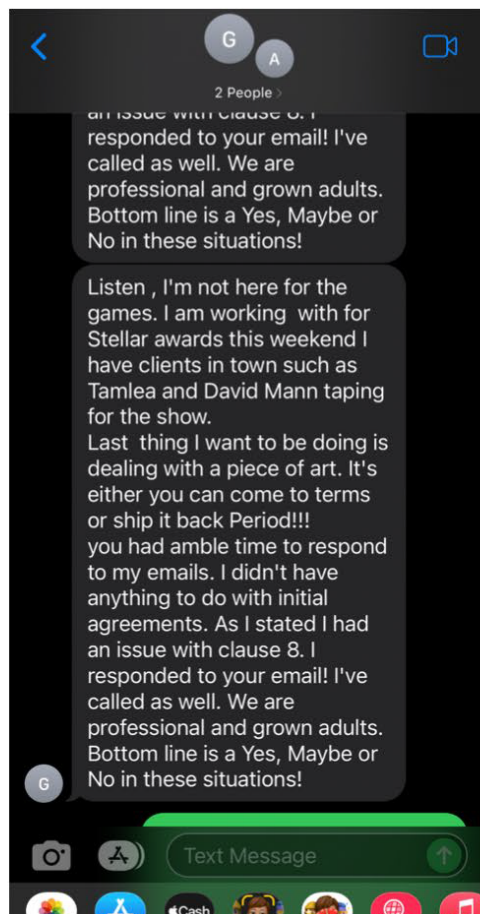 G
A
2 People
an issue with clause 8. I
responded to your email! I've
called as well. We are
professional and grown adults.
Bottom line is a Yes, Maybe or
No in these situations!
Listen , I'm not here for the
games. I am working  with for
Stellar awards this weekend I
have clients in town such as
Tamlea and David Mann taping
for the show.
Last  thing I want to be doing is
dealing with a piece of art. It's
either you can come to terms
or ship it back Period!!!
you had amble time to respond
to my emails. I didn't have
anything to do with initial
agreements. As I stated I had
an issue with clause 8. I
responded to your email! I've
called as well. We are
professional and grown adults.
Bottom line is a Yes, Maybe or
No in these situations!
G
Text Message
Cash